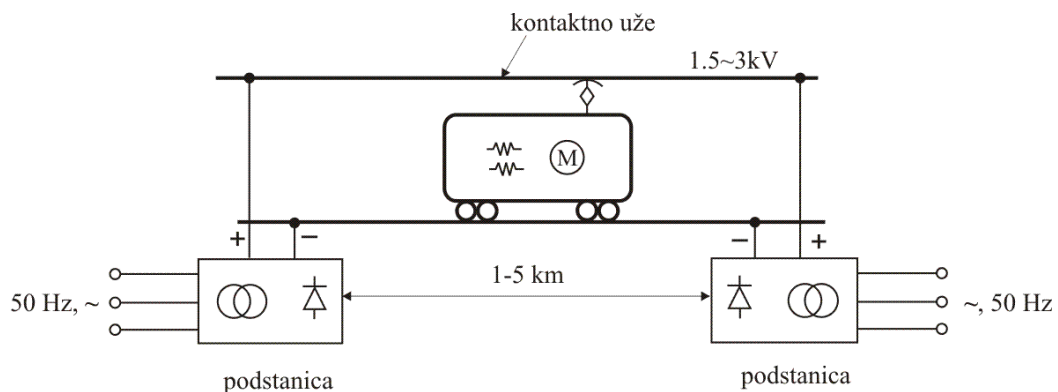 kontaktno uže
1.5~3kV
M
+
−
−
+
1-5 km
50 Hz, ~
~, 50 Hz
podstanica
podstanica